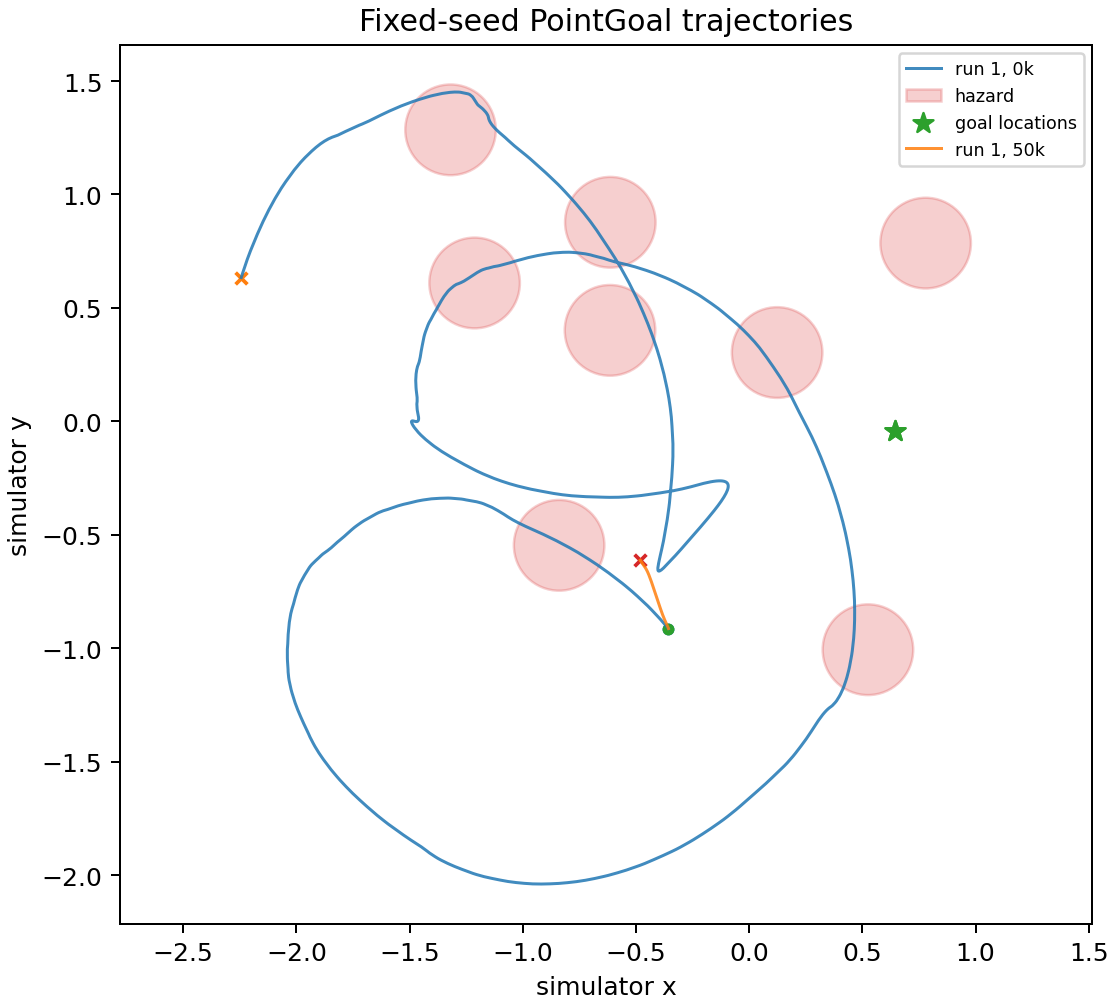 Fixed-seed PointGoal trajectories
run 1, 0k
hazard
goal locations
run 1, 50k
1.5
1.0
0.5
0.0
−0.5
−1.0
−1.5
−2.0
simulator y
−2.5
−2.0
−1.5
−1.0
−0.5
0.0
0.5
1.0
1.5
simulator x